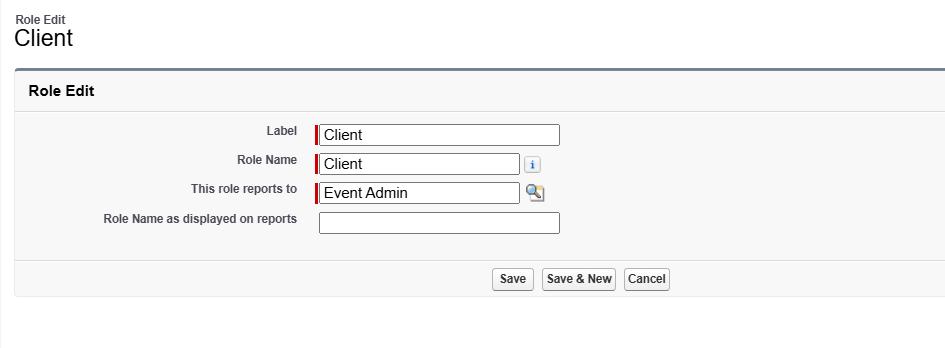 Role Edit
Client
Role Edit
Label Client
Role Name Client i
This role reports to Event Admin
Role Name as displayed on reports
Save Save & New Cancel